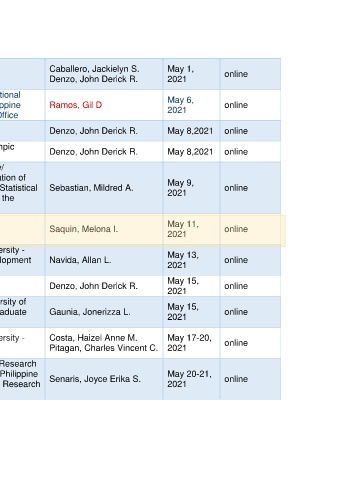 Caballero, Jackielyn S. May 1, online
Denzo, John Derick R. 2021
tional
ppine Ramos, Gil D May 6, online
Office 2021
Denzo, John Derick R. May 8,2021 online
mpic Denzo, John Derick R. May 8,2021 online
y/
ation of
Statistical Sebastian, Mildred A. May 9, online
the 2021
Saquin, Melona I. May 11, online
2021
ersity - Navida, Allan L. May 13, online
lopment 2021
Denzo, John Derick R. May 15, online
2021
rsity of Gaunia, Jonerizza L. May 15, online
aduate 2021
ersity - Costa, Haizel Anne M. May 17-20, online
Pitagan, Charles Vincent C. 2021
Research
Philippine Senaris, Joyce Erika S. May 20-21, online
Research 2021